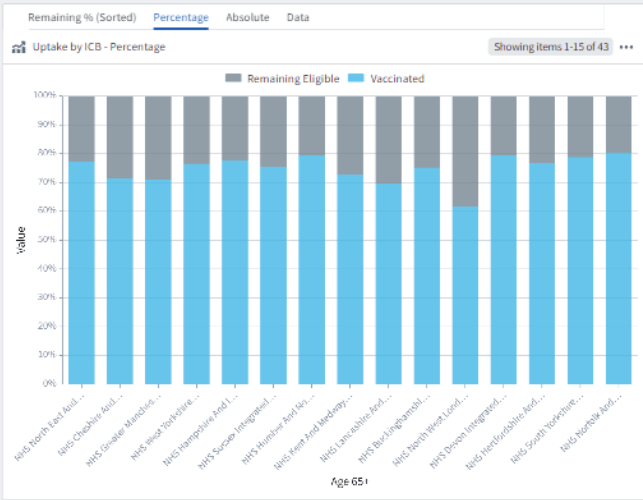 Remaining % (Sorted) Percentage Absolute Data
Uptake by ICB - Percentage Showing items 1-15 of 43
Remaining Eligible Vaccinated
100%
90%
80%
70%
60%
50%
40%
30%
20%
10%
0%
Value
NHS North East And...
NHS Cheshire And...
NHS Greater Manches...
NHS West Yorkshire...
NHS Hampshire And I...
NHS Sussex Integrated...
NHS Humber And No...
NHS Kent And Medway...
NHS Lancashire And...
NHS Buckinghamshi...
NHS North West Lond...
NHS Devon Integrated...
NHS Hertfordshire And...
NHS South Yorkshire...
NHS Norfolk And...
Age 65+